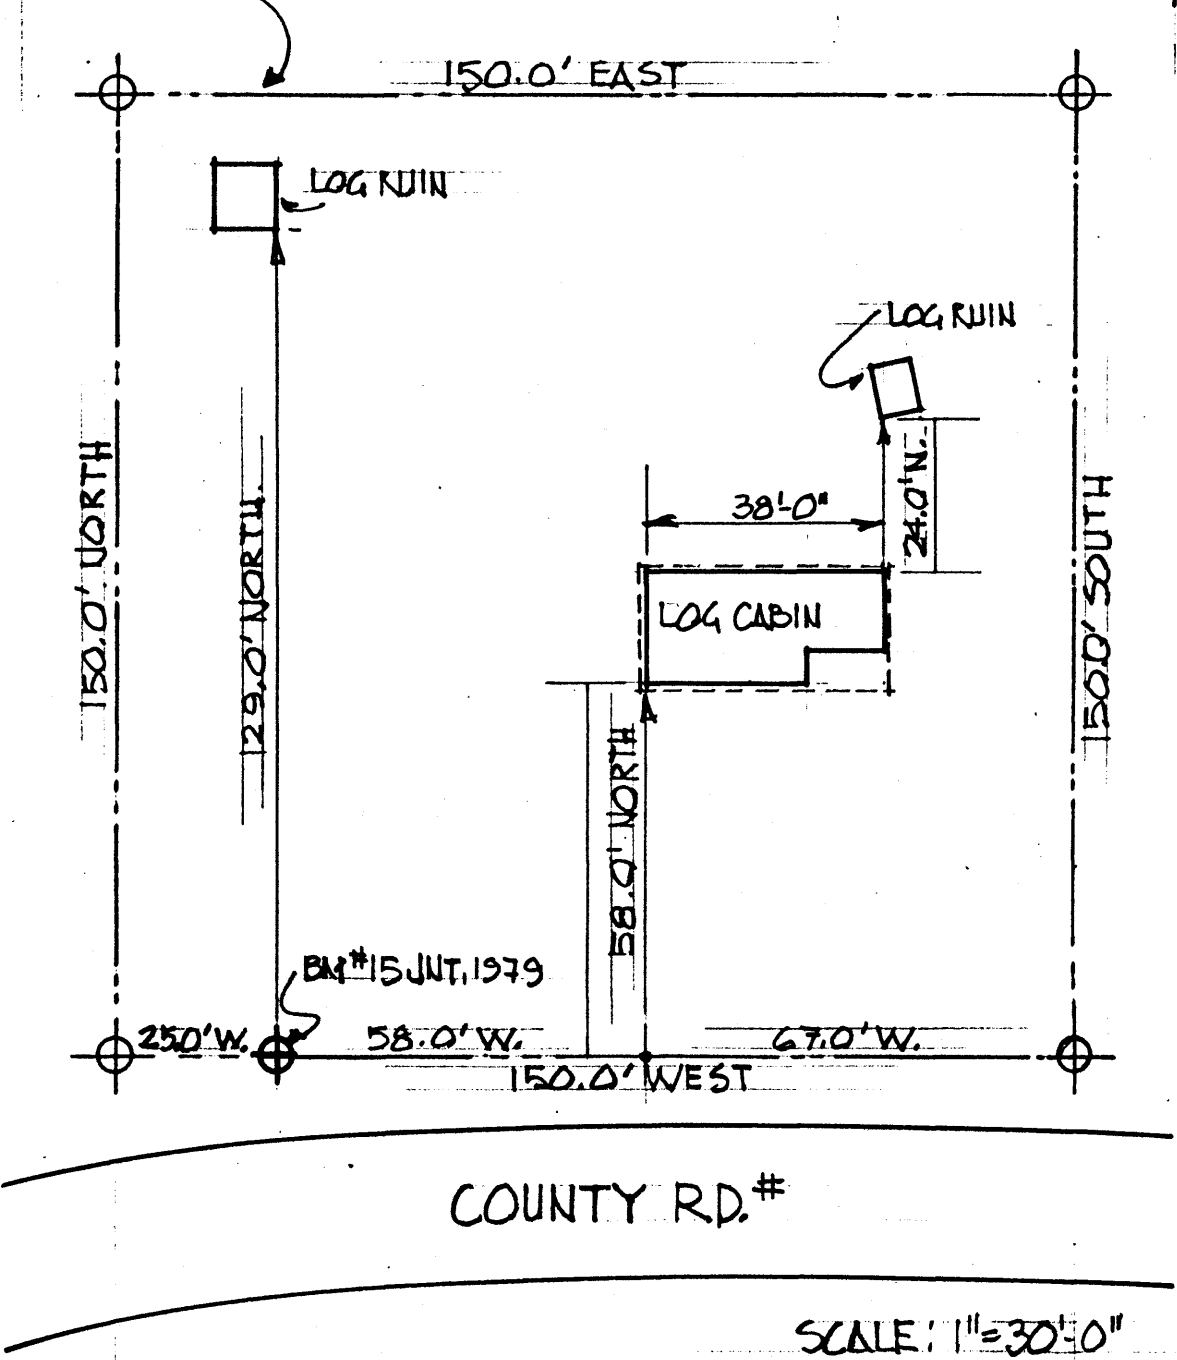 150.0' EAST
LOG RUIN
LOG RUIN
150.0' NORTH
129.0' NORTH.
38'-0"
24.0' N.
150.0' SOUTH
LOG CABIN
58.0' NORTH
BM#15 JNT, 1979
25.0' W.
58.0' W.
67.0' W.
150.0' WEST
COUNTY RD.#
SCALE: 1"=30'-0"